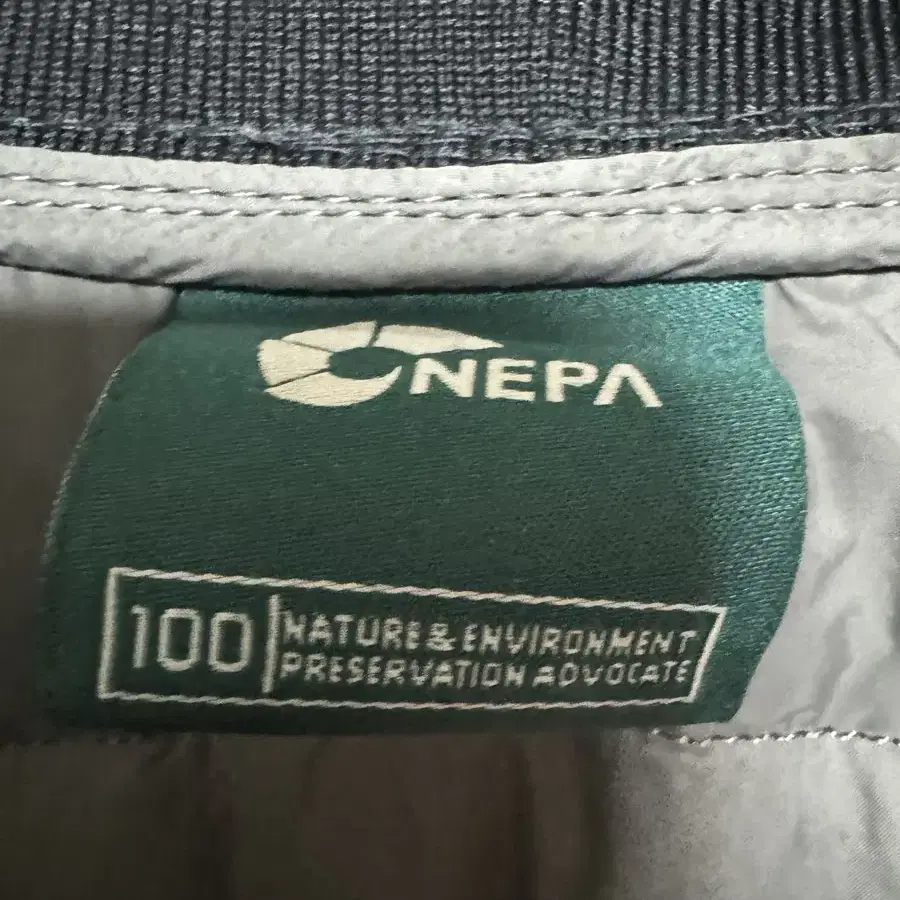 NEPA
100
NATURE & ENVIRONMENT
PRESERVATION ADVOCATE